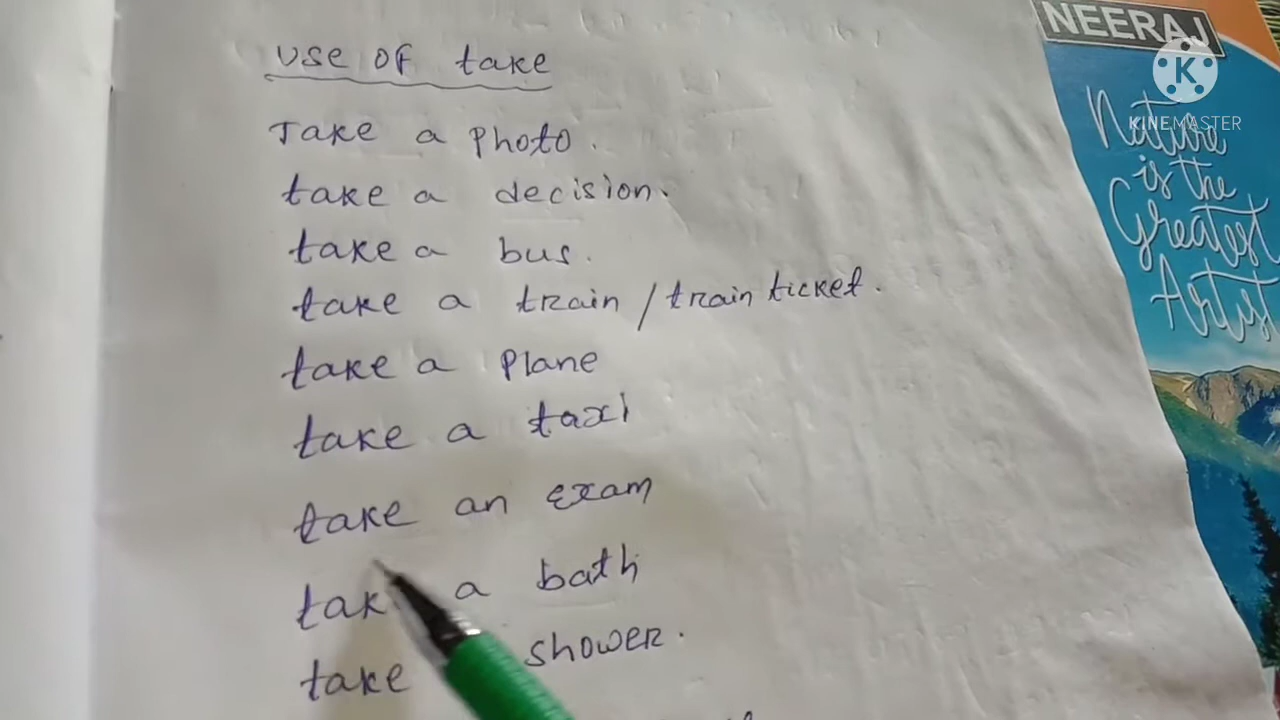 use of take
Take a photo.
take a decision.
take a bus.
take a train / train ticket.
take a plane
take a taxi
take an exam
take a bath
take shower.
NEERAJ
K
KINEMASTER
Nature
is the
Greatest
Artist